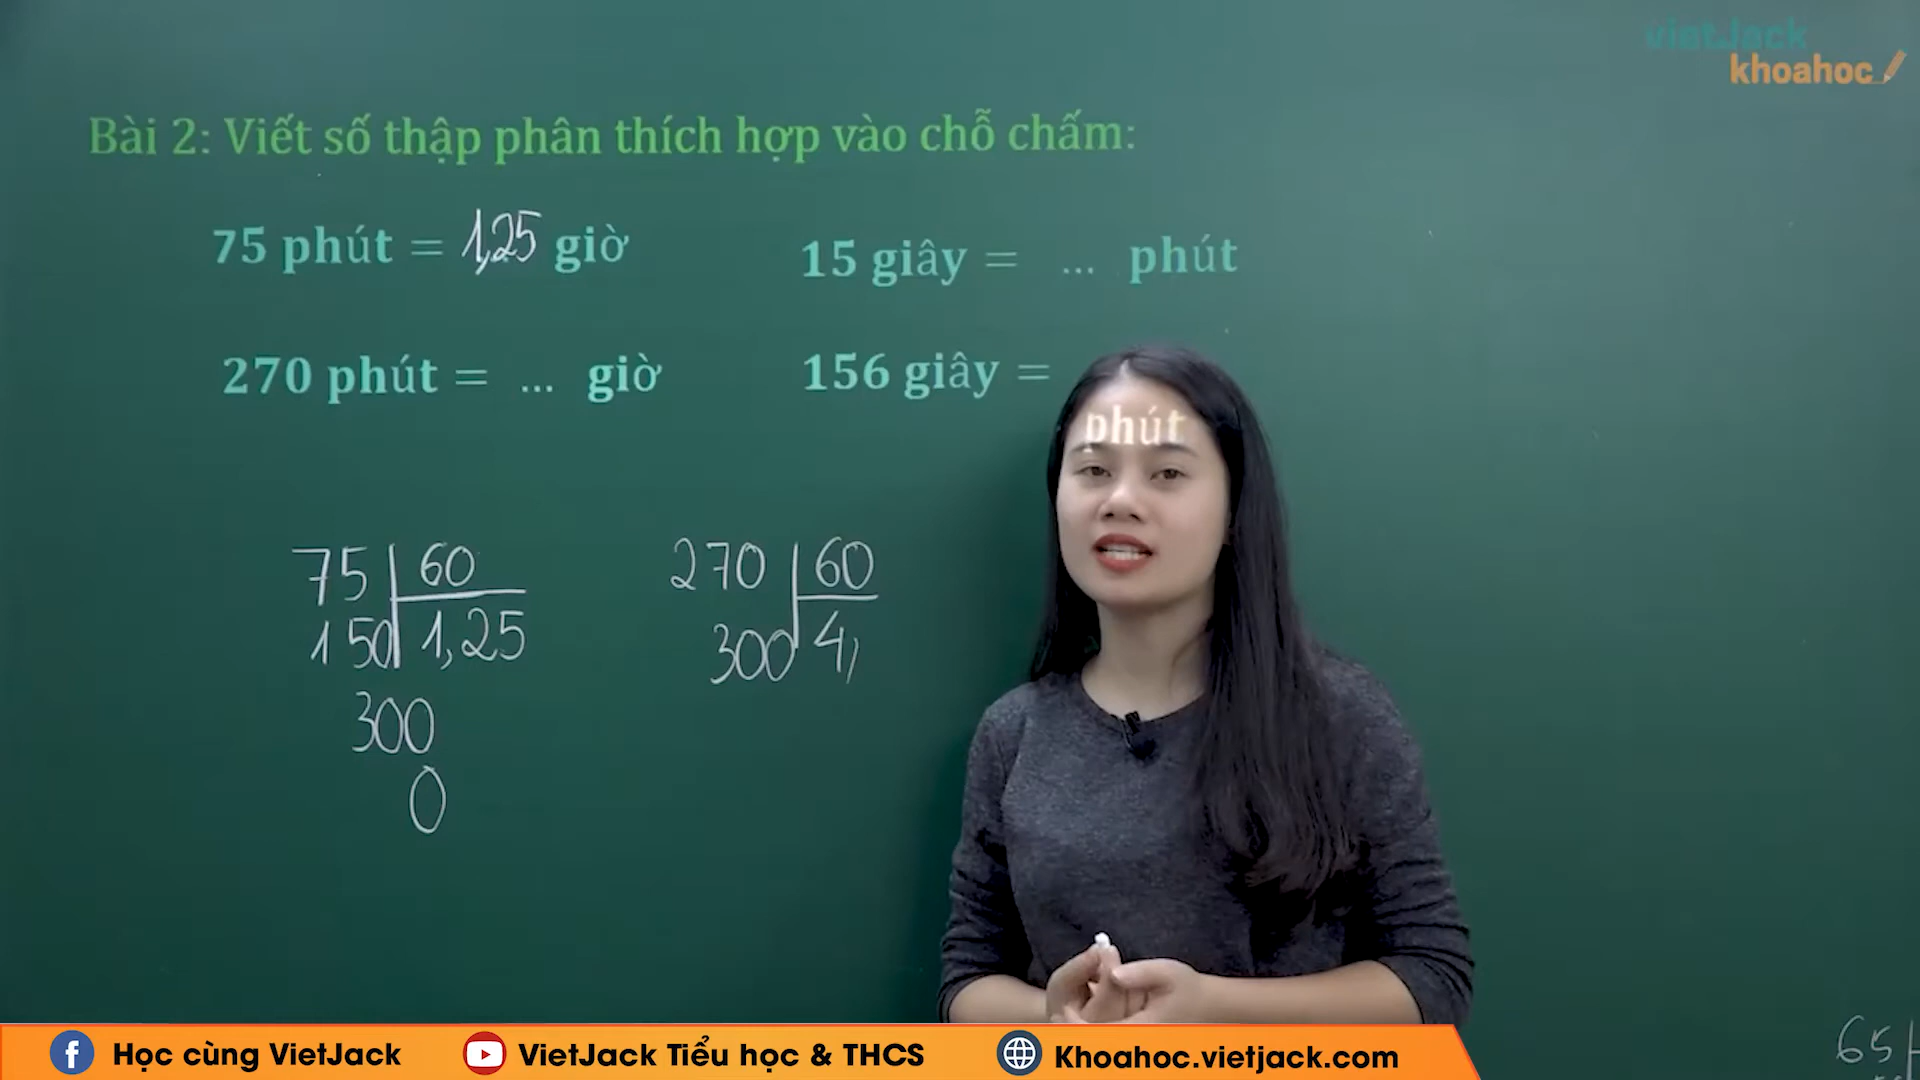 vietJack
khoahoc
Bài 2: Viết số thập phân thích hợp vào chỗ chấm:
75 phút = 1,25 giờ
15 giây = ... phút
270 phút = ... giờ
156 giây =
phút
75 60
150 1,25
300
0
270 60
300 4,
65
Học cùng VietJack
VietJack Tiểu học & THCS
Khoahoc.vietjack.com